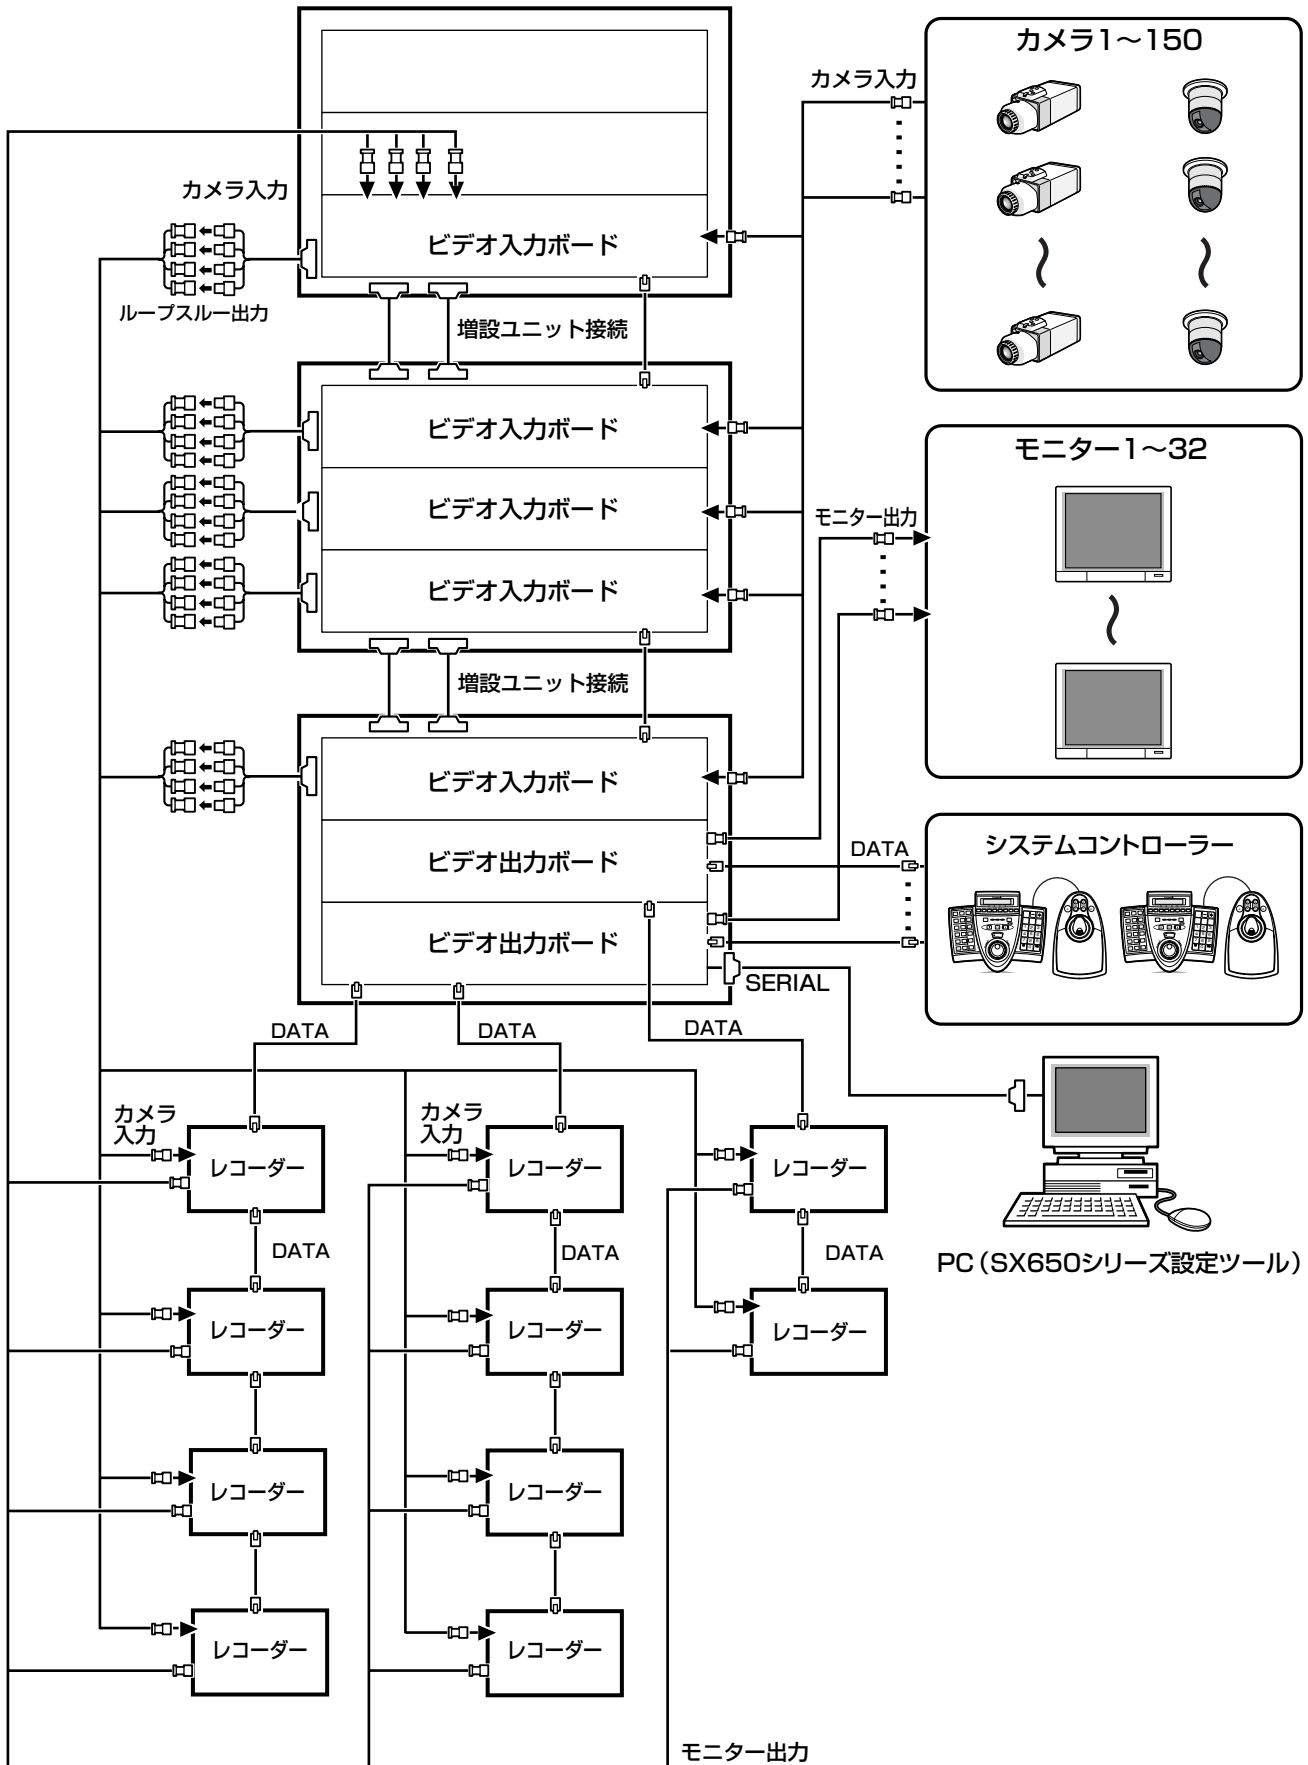 カメラ1～150
カメラ入力
カメラ入力
ビデオ入力ボード
ループスルー出力
増設ユニット接続
ビデオ入力ボード
モニター1～32
ビデオ入力ボード
モニター出力
ビデオ入力ボード
増設ユニット接続
ビデオ入力ボード
システムコントローラー
DATA
ビデオ出力ボード
ビデオ出力ボード
SERIAL
DATA
DATA
DATA
カメラ
入力
カメラ
入力
レコーダー
レコーダー
レコーダー
DATA
DATA
DATA
PC（SX650シリーズ設定ツール）
レコーダー
レコーダー
レコーダー
レコーダー
レコーダー
レコーダー
レコーダー
モニター出力